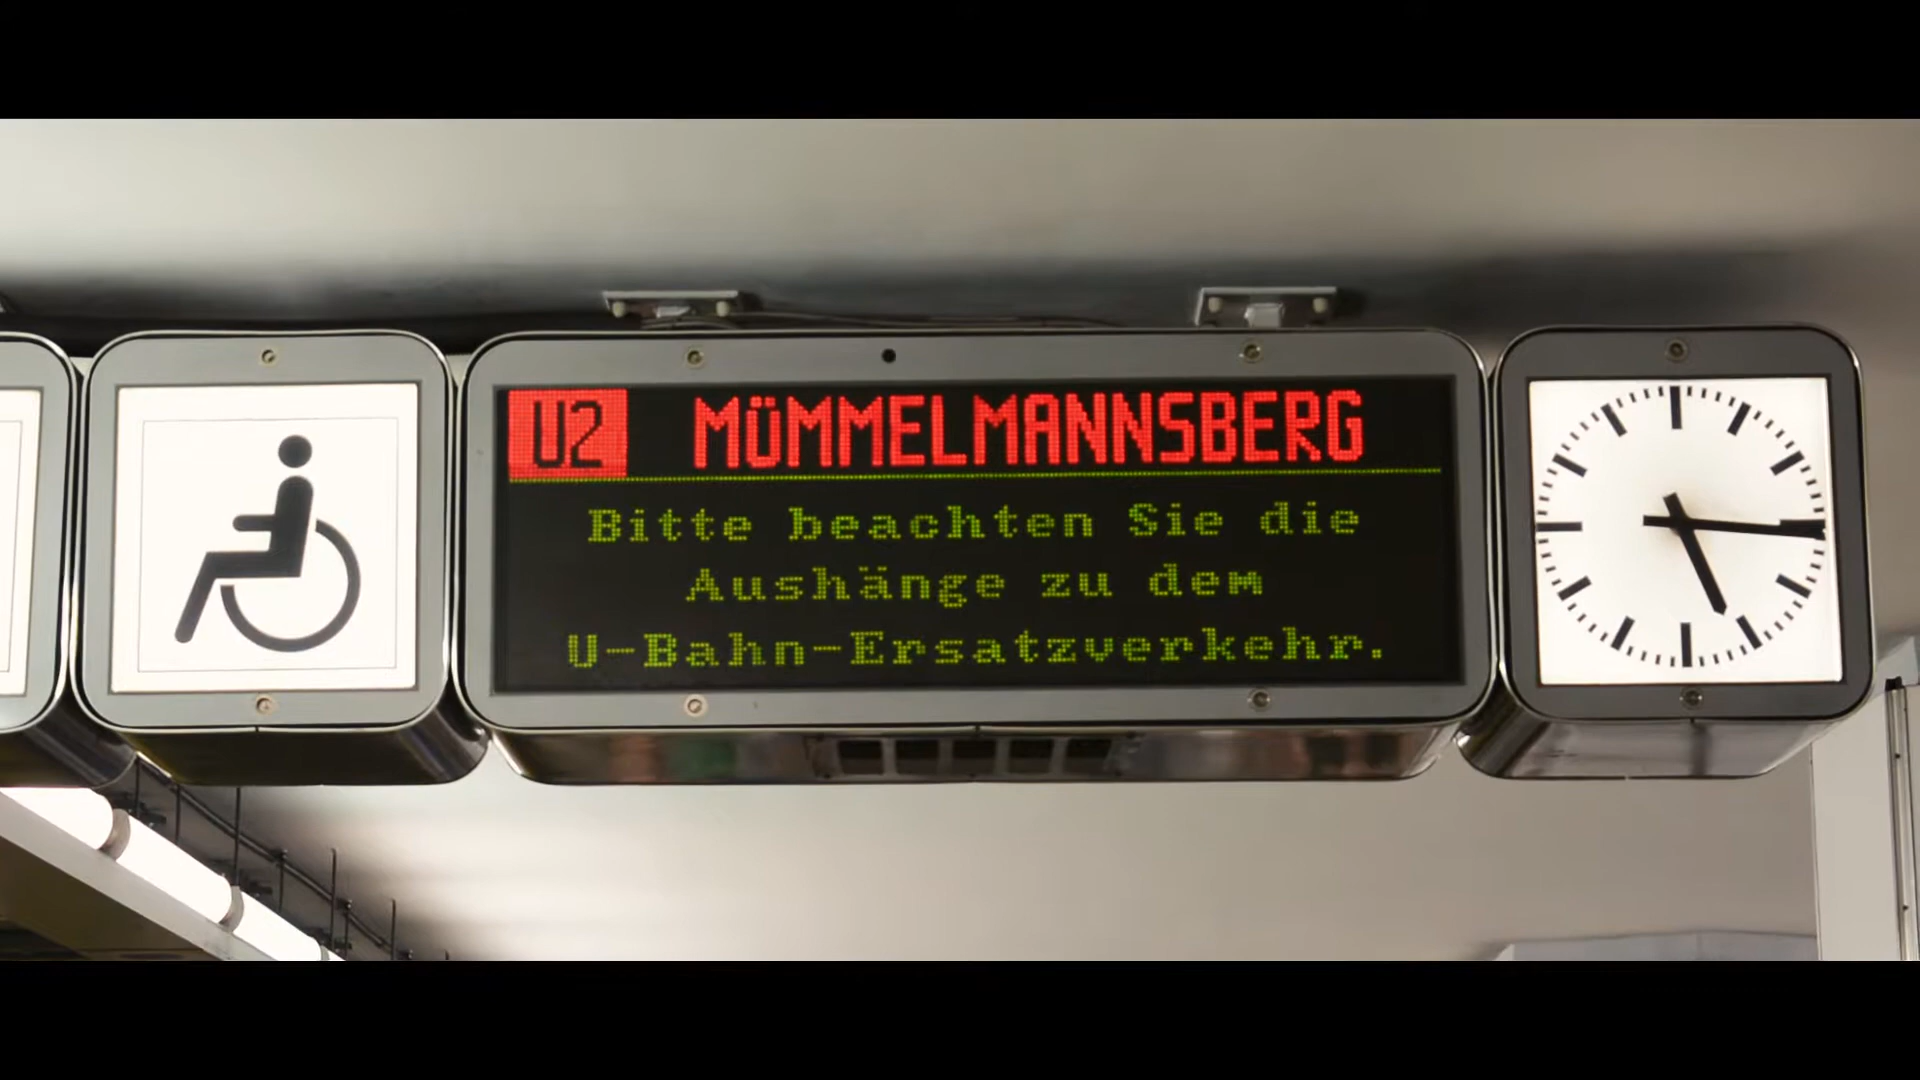 U2 MÜMMELMANNSBERG
Bitte beachten Sie die
Aushänge zu dem
U-Bahn-Ersatzverkehr.